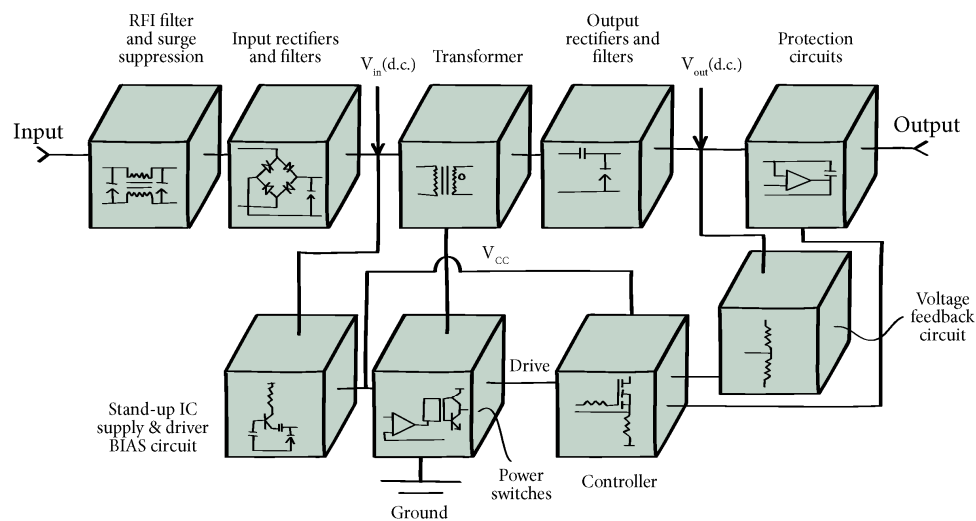 RFI filter
and surge
suppression
Input rectifiers
and filters
V_in(d.c.)
Transformer
Output
rectifiers and
filters
V_out(d.c.)
Protection
circuits
Input
Output
V_CC
Voltage
feedback
circuit
Drive
Stand-up IC
supply & driver
BIAS circuit
Power
switches
Controller
Ground